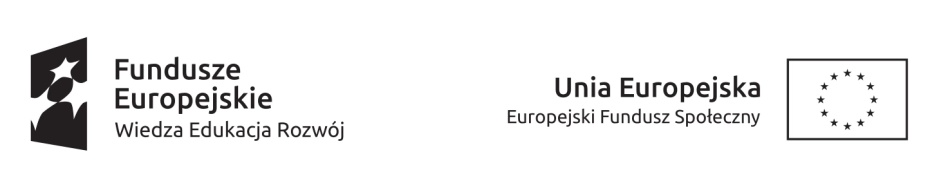 Fundusze
Europejskie
Wiedza Edukacja Rozwój
Unia Europejska
Europejski Fundusz Społeczny